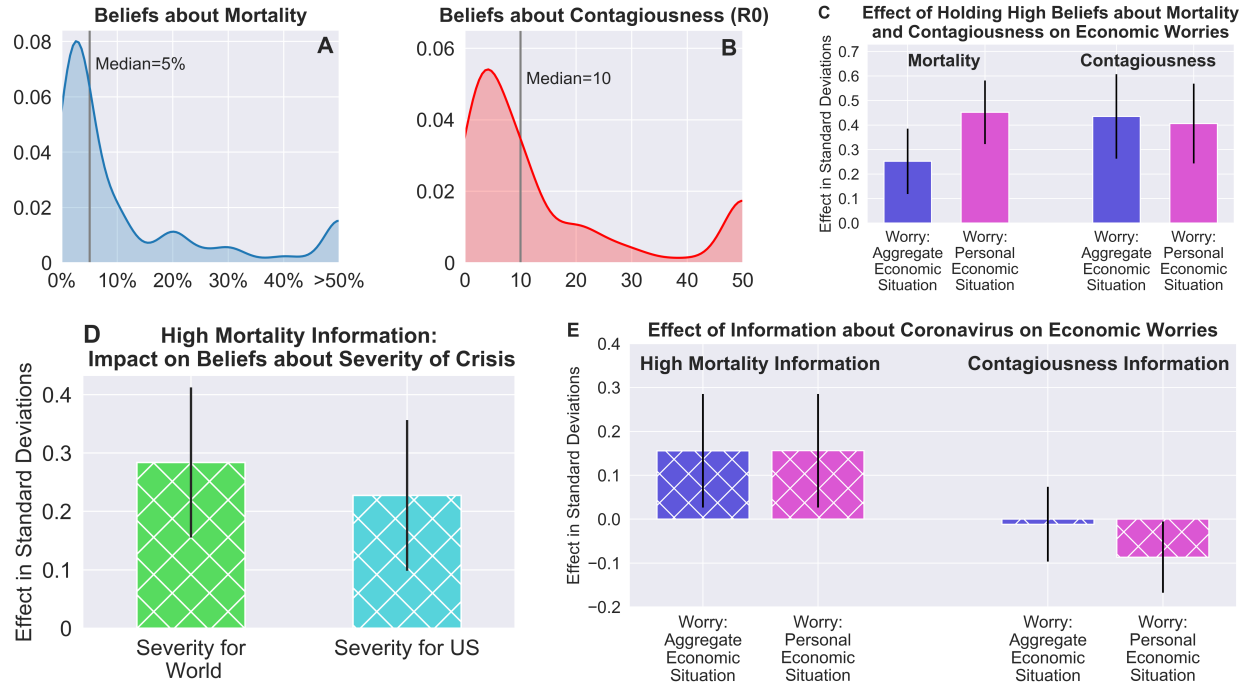 Beliefs about Mortality
A
0.08
0.06
0.04
0.02
0
Median=5%
0% 10% 20% 30% 40% >50%
Beliefs about Contagiousness (R0)
B
0.06
0.04
0.02
0
Median=10
0 10 20 30 40 50
C
Effect of Holding High Beliefs about Mortality
and Contagiousness on Economic Worries
Effect in Standard Deviations
0.7
0.6
0.5
0.4
0.3
0.2
0.1
0.0
Mortality
Contagiousness
Worry:
Aggregate
Economic
Situation
Worry:
Personal
Economic
Situation
Worry:
Aggregate
Economic
Situation
Worry:
Personal
Economic
Situation
D
High Mortality Information:
Impact on Beliefs about Severity of Crisis
Effect in Standard Deviations
0.4
0.3
0.2
0.1
0
Severity for
World
Severity for US
E
Effect of Information about Coronavirus on Economic Worries
Effect in Standard Deviations
0.4
0.3
0.2
0.1
0.0
−0.1
−0.2
High Mortality Information
Contagiousness Information
Worry:
Aggregate
Economic
Situation
Worry:
Personal
Economic
Situation
Worry:
Aggregate
Economic
Situation
Worry:
Personal
Economic
Situation